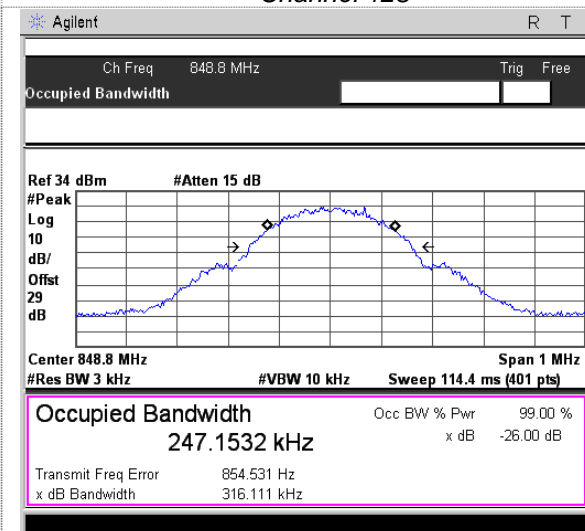 Agilent R T
Ch Freq 848.8 MHz Trig Free
Occupied Bandwidth
Ref 34 dBm #Atten 15 dB
#Peak
Log
10
dB/
Offst
29
dB
Center 848.8 MHz Span 1 MHz
#Res BW 3 kHz #VBW 10 kHz Sweep 114.4 ms (401 pts)
Occupied Bandwidth Occ BW % Pwr 99.00 %
247.1532 kHz x dB -26.00 dB
Transmit Freq Error 854.531 Hz
x dB Bandwidth 316.111 kHz